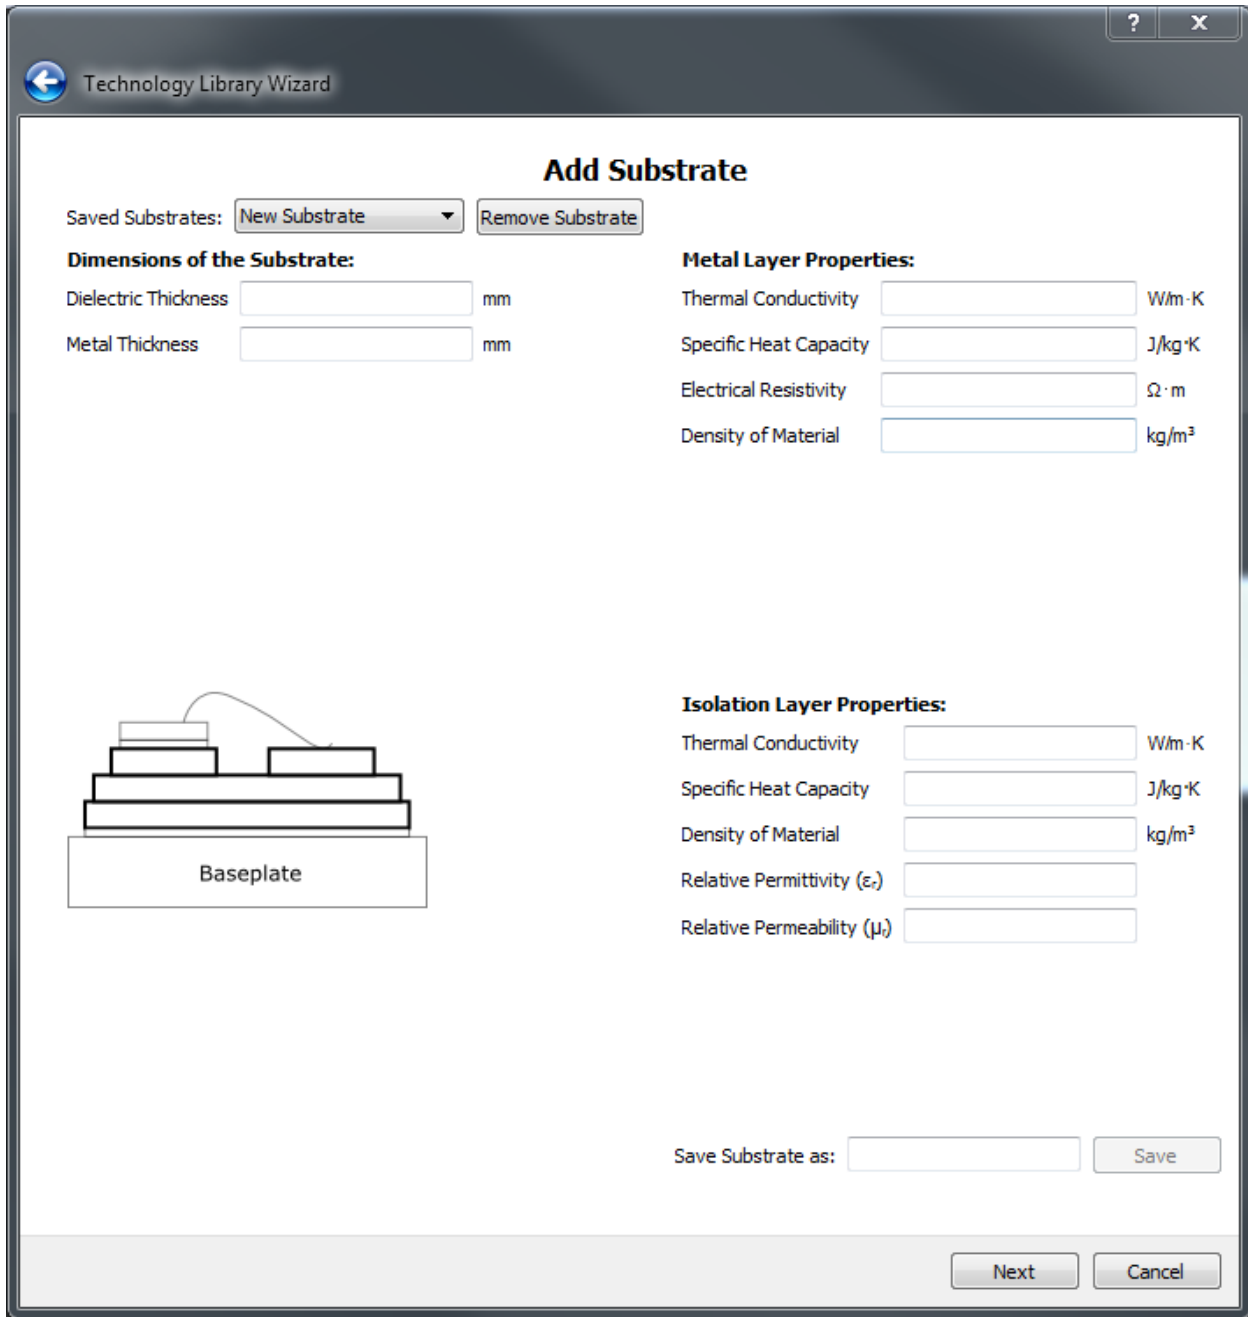 ?
X
Technology Library Wizard
Add Substrate
Saved Substrates: New Substrate Remove Substrate
Dimensions of the Substrate:
Dielectric Thickness mm
Metal Thickness mm
Metal Layer Properties:
Thermal Conductivity W/m·K
Specific Heat Capacity J/kg·K
Electrical Resistivity Ω·m
Density of Material kg/m³
Baseplate
Isolation Layer Properties:
Thermal Conductivity W/m·K
Specific Heat Capacity J/kg·K
Density of Material kg/m³
Relative Permittivity (εᵣ)
Relative Permeability (μᵣ)
Save Substrate as: Save
Next Cancel